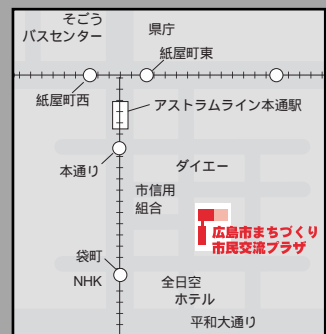 そごう
バスセンター
県庁
紙屋町東
紙屋町西
アストラムライン本通駅
本通り
ダイエー
市信用
組合
広島市まちづくり
市民交流プラザ
袋町
NHK
全日空
ホテル
平和大通り